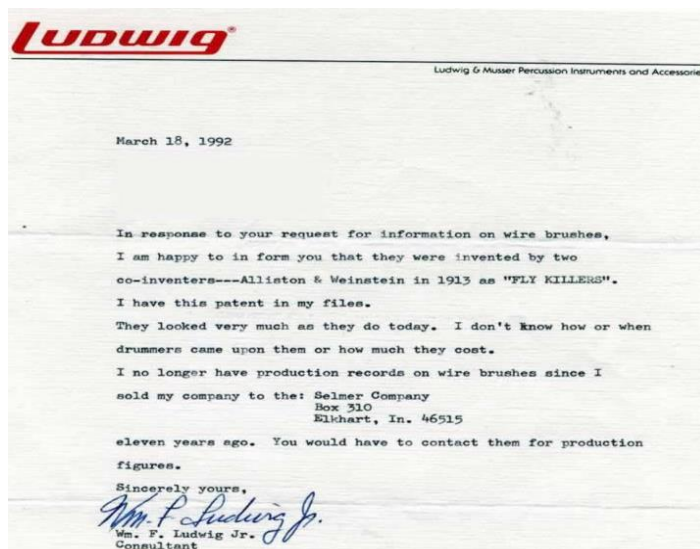 LUDWIG®
Ludwig & Musser Percussion Instruments and Accessorie
March 18, 1992
In response to your request for information on wire brushes,
I am happy to in form you that they were invented by two
co-inventers---Alliston & Weinstein in 1913 as "FLY KILLERS".
I have this patent in my files.
They looked very much as they do today. I don't know how or when
drummers came upon them or how much they cost.
I no longer have production records on wire brushes since I
sold my company to the: Selmer Company
Box 310
Elkhart, In. 46515
eleven years ago. You would have to contact them for production
figures.
Sincerely yours,
Wm. F. Ludwig Jr.
Wm. F. Ludwig Jr.
Consultant